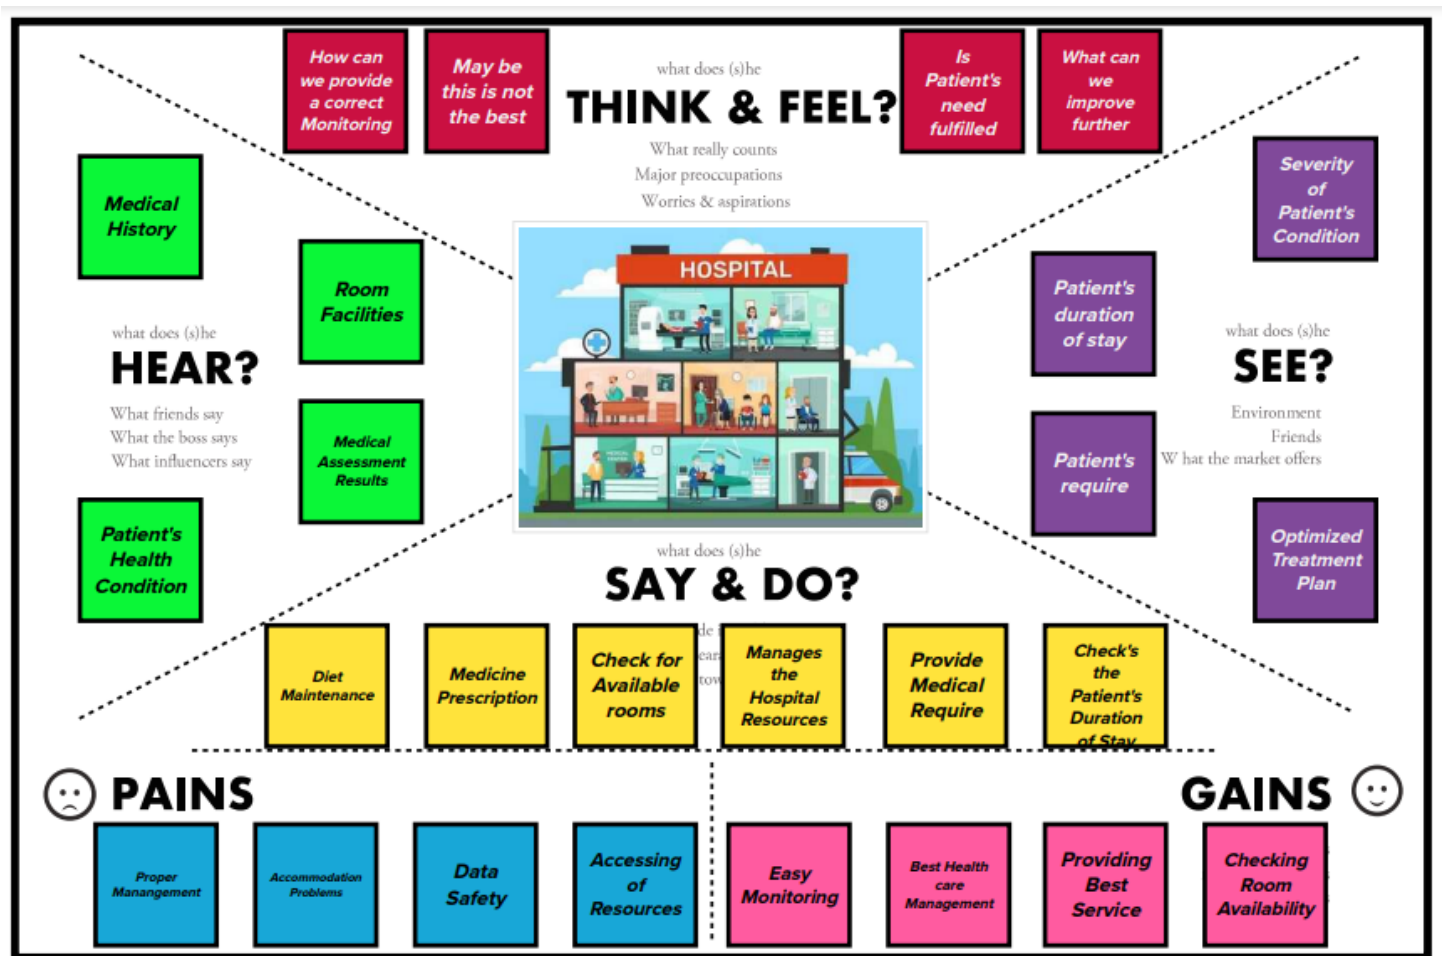 How can
we provide
a correct
Monitoring
May be
this is not
the best
what does (s)he
THINK & FEEL?
What really counts
Major preoccupations
Worries & aspirations
Is
Patient's
need
fulfilled
What can
we
improve
further
Medical
History
Room
Facilities
what does (s)he
HEAR?
What friends say
What the boss says
What influencers say
Medical
Assessment
Results
Patient's
Health
Condition
HOSPITAL
Severity
of
Patient's
Condition
Patient's
duration
of stay
what does (s)he
SEE?
Environment
Friends
W hat the market offers
Patient's
require
Optimized
Treatment
Plan
what does (s)he
SAY & DO?
Diet
Maintenance
Medicine
Prescription
Check for
Available
rooms
Manages
the
Hospital
Resources
Provide
Medical
Require
Check's
the
Patient's
Duration
of Stay
PAINS
Proper
Manangement
Accommodation
Problems
Data
Safety
Accessing
of
Resources
GAINS
Easy
Monitoring
Best Health
care
Management
Providing
Best
Service
Checking
Room
Availability